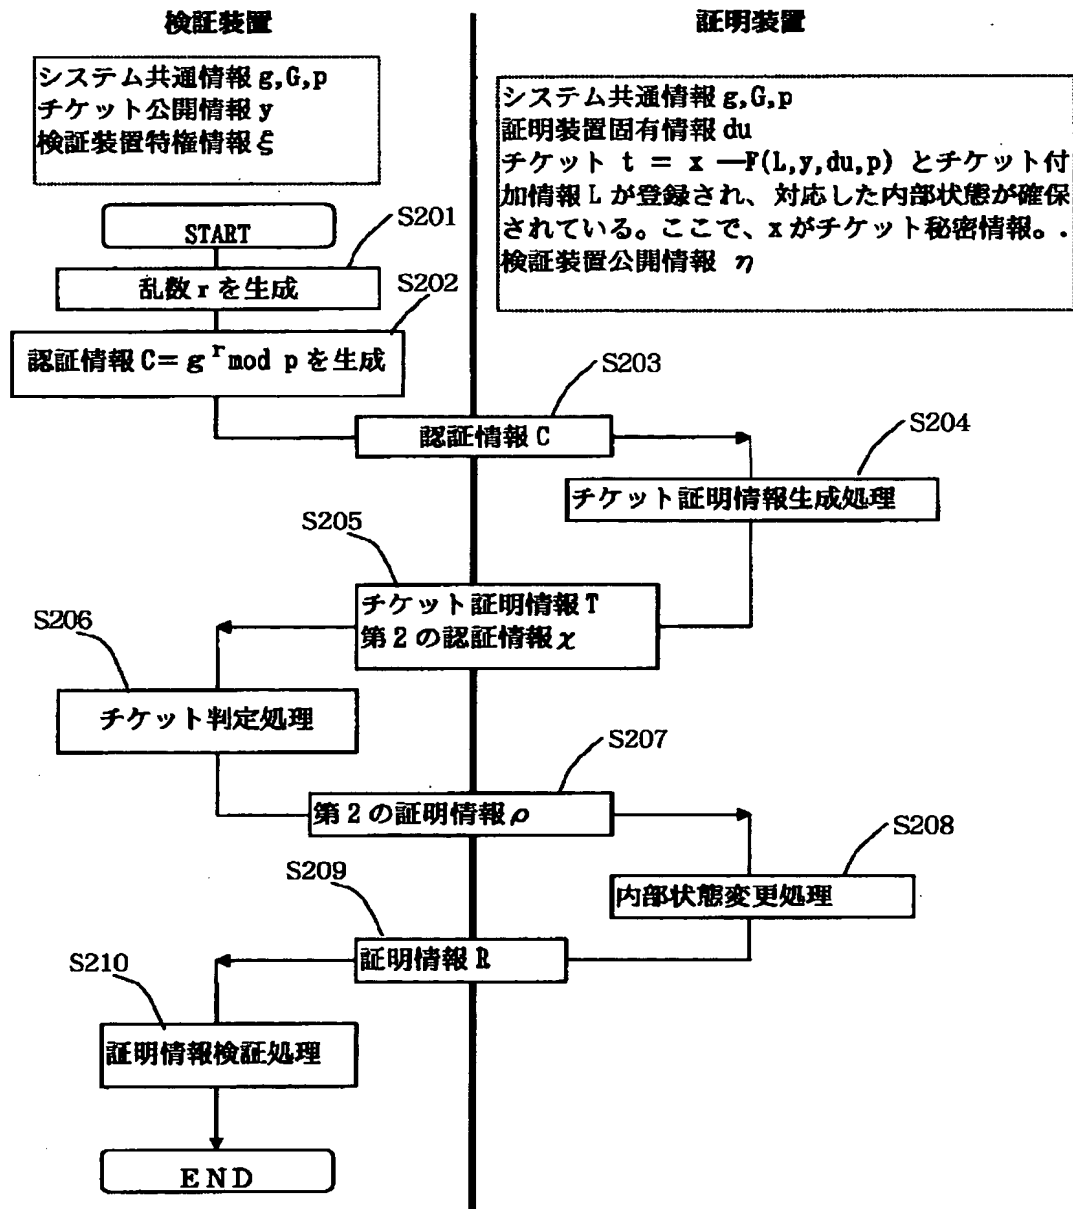 検証装置
証明装置
システム共通情報 g,G,p
チケット公開情報 y
検証装置特権情報 ξ
システム共通情報 g,G,p
証明装置固有情報 du
チケット t = x —F(L,y,du,p) とチケット付
加情報 L が登録され、対応した内部状態が確保
されている。ここで、x がチケット秘密情報。.
検証装置公開情報 η
START
S201
乱数 r を生成
S202
認証情報 C= g^r mod p を生成
S203
認証情報 C
S204
チケット証明情報生成処理
S205
チケット証明情報 T
第2の認証情報 χ
S206
チケット判定処理
S207
第2の証明情報 ρ
S208
内部状態変更処理
S209
証明情報 R
S210
証明情報検証処理
END